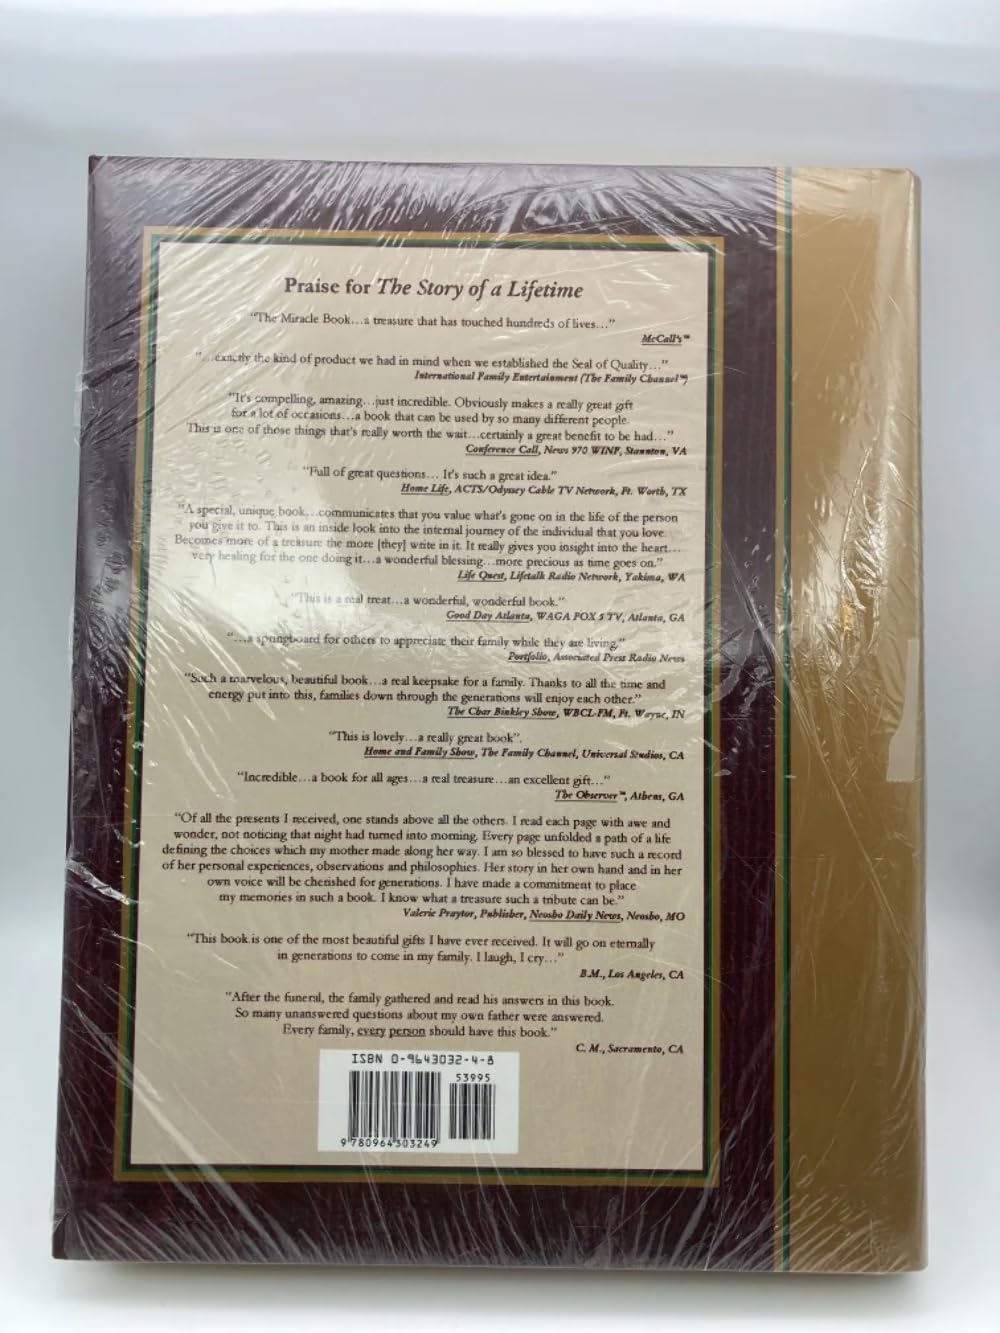 Praise for The Story of a Lifetime
"The Miracle Book...a treasure that has touched hundreds of lives..."
McCall's™
"...exactly the kind of product we had in mind when we established the Seal of Quality..."
International Family Entertainment (The Family Channel™)
"It's compelling, amazing...just incredible. Obviously makes a really great gift
for a lot of occasions...a book that can be used by so many different people.
This is one of those things that's really worth the wait...certainly a great benefit to be had..."
Conference Call, News 970 WINF, Staunton, VA
"Full of great questions... It's such a great idea."
Home Life, ACTS/Odyssey Cable TV Network, Ft. Worth, TX
"A special, unique book...communicates that you value what's gone on in the life of the person
you give it to. This is an inside look into the internal journey of the individual that you love.
Becomes more of a treasure the more [they] write in it. It really gives you insight into the heart...
very healing for the one doing it...a wonderful blessing...more precious as time goes on."
Life Quest, Lifetalk Radio Network, Yakima, WA
"This is a real treat...a wonderful, wonderful book."
Good Day Atlanta, WAGA FOX 5 TV, Atlanta, GA
"...a springboard for others to appreciate their family while they are living."
Portfolio, Associated Press Radio News
"Such a marvelous, beautiful book...a real keepsake for a family. Thanks to all the time and
energy put into this, families down through the generations will enjoy each other."
The Char Binkley Show, WBCL-FM, Ft. Wayne, IN
"This is lovely...a really great book".
Home and Family Show, The Family Channel, Universal Studios, CA
"Incredible...a book for all ages...a real treasure...an excellent gift..."
The Observer™, Athens, GA
"Of all the presents I received, one stands above all the others. I read each page with awe and
wonder, not noticing that night had turned into morning. Every page unfolded a path of a life
defining the choices which my mother made along her way. I am so blessed to have such a record
of her personal experiences, observations and philosophies. Her story in her own hand and in her
own voice will be cherished for generations. I have made a commitment to place
my memories in such a book. I know what a treasure such a tribute can be."
Valerie Praytor, Publisher, Neosho Daily News, Neosho, MO
"This book is one of the most beautiful gifts I have ever received. It will go on eternally
in generations to come in my family. I laugh, I cry..."
B.M., Los Angeles, CA
"After the funeral, the family gathered and read his answers in this book.
So many unanswered questions about my own father were answered.
Every family, every person should have this book."
C. M., Sacramento, CA
ISBN 0-9643032-4-8
53995
9 780964 303249